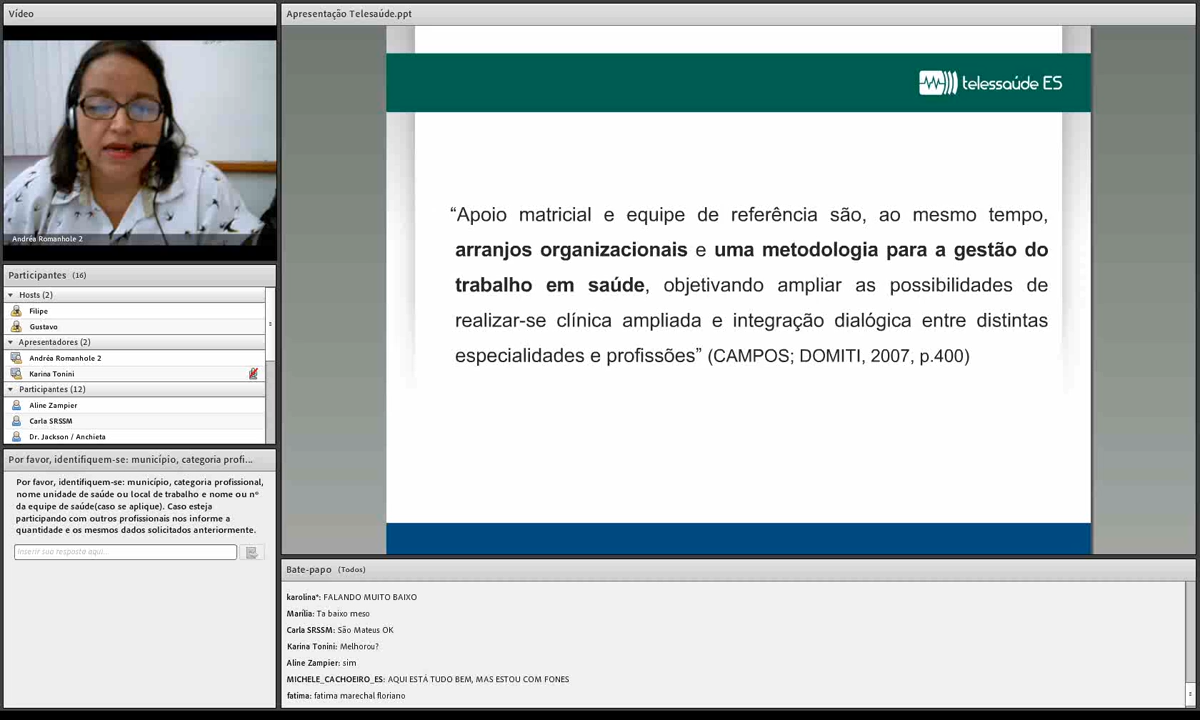 Vídeo
Andréa Romanhole 2
Participantes (16)
Hosts (2)
Filipe
Gustavo
Apresentadores (2)
Andréa Romanhole 2
Karina Tonini
Participantes (12)
Aline Zampier
Carla SRSSM
Dr. Jackson / Anchieta
Por favor, identifiquem-se: município, categoria profi...
Por favor, identifiquem-se: município, categoria profissional,
nome unidade de saúde ou local de trabalho e nome ou nº
da equipe de saúde(caso se aplique). Caso esteja
participando com outros profissionais nos informe a
quantidade e os mesmos dados solicitados anteriormente.
Inserir sua resposta aqui...
Apresentação Telesaúde.ppt
telessaúde ES
“Apoio matricial e equipe de referência são, ao mesmo tempo,
arranjos organizacionais e uma metodologia para a gestão do
trabalho em saúde, objetivando ampliar as possibilidades de
realizar-se clínica ampliada e integração dialógica entre distintas
especialidades e profissões” (CAMPOS; DOMITI, 2007, p.400)
Bate-papo (Todos)
karolina*: FALANDO MUITO BAIXO
Marília: Ta baixo meso
Carla SRSSM: São Mateus OK
Karina Tonini: Melhorou?
Aline Zampier: sim
MICHELE_CACHOEIRO_ES: AQUI ESTÁ TUDO BEM, MAS ESTOU COM FONES
fatima: fatima marechal floriano